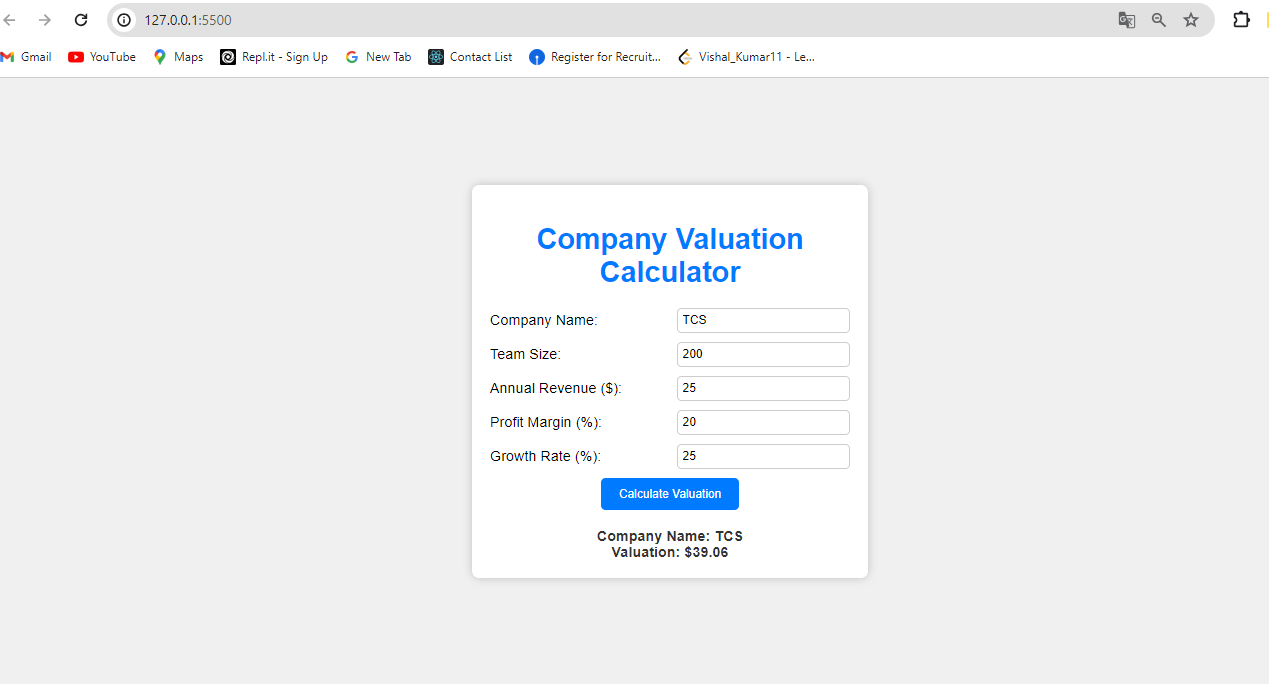 127.0.0.1:5500
Gmail YouTube Maps Repl.it - Sign Up New Tab Contact List Register for Recruit... Vishal_Kumar11 - Le...
Company Valuation
Calculator
Company Name: TCS
Team Size: 200
Annual Revenue ($): 25
Profit Margin (%): 20
Growth Rate (%): 25
Calculate Valuation
Company Name: TCS
Valuation: $39.06